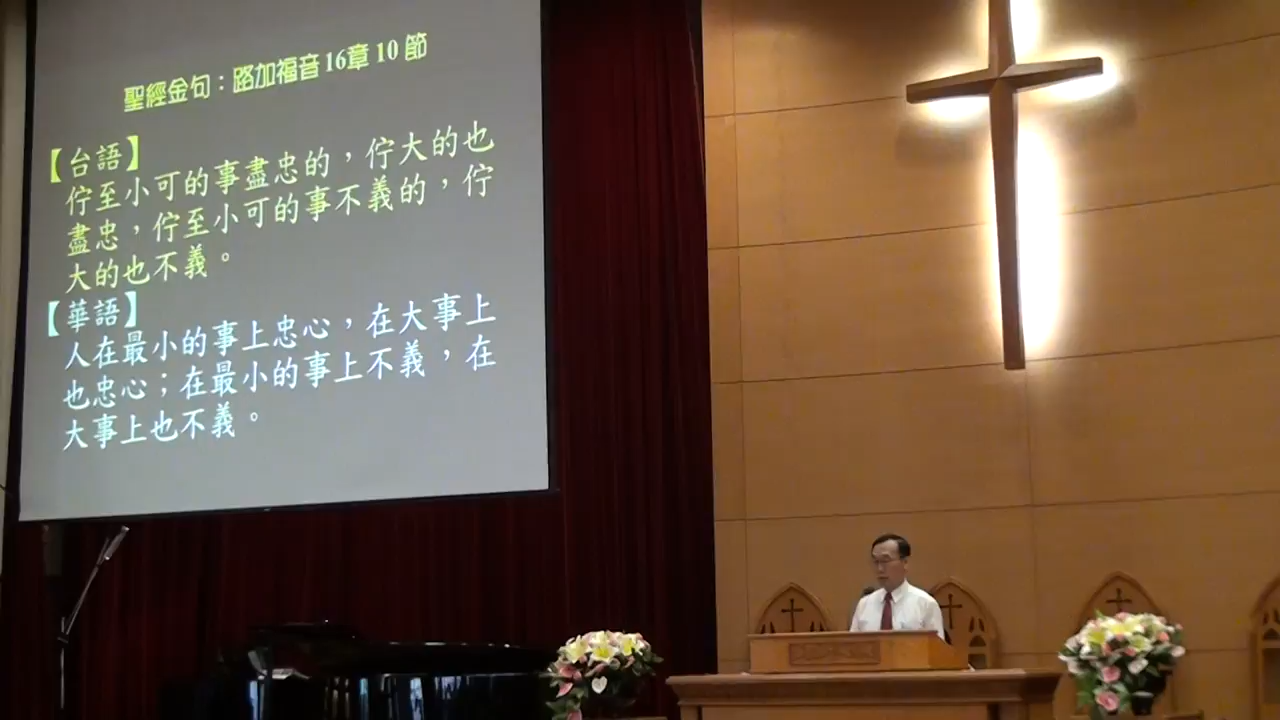 聖經金句：路加福音16章10節
【台語】
佇至小可的事盡忠的，佇大的也
盡忠，佇至小可的事不義的，佇
大的也不義。
【華語】
人在最小的事上忠心，在大事上
也忠心；在最小的事上不義，在
大事上也不義。